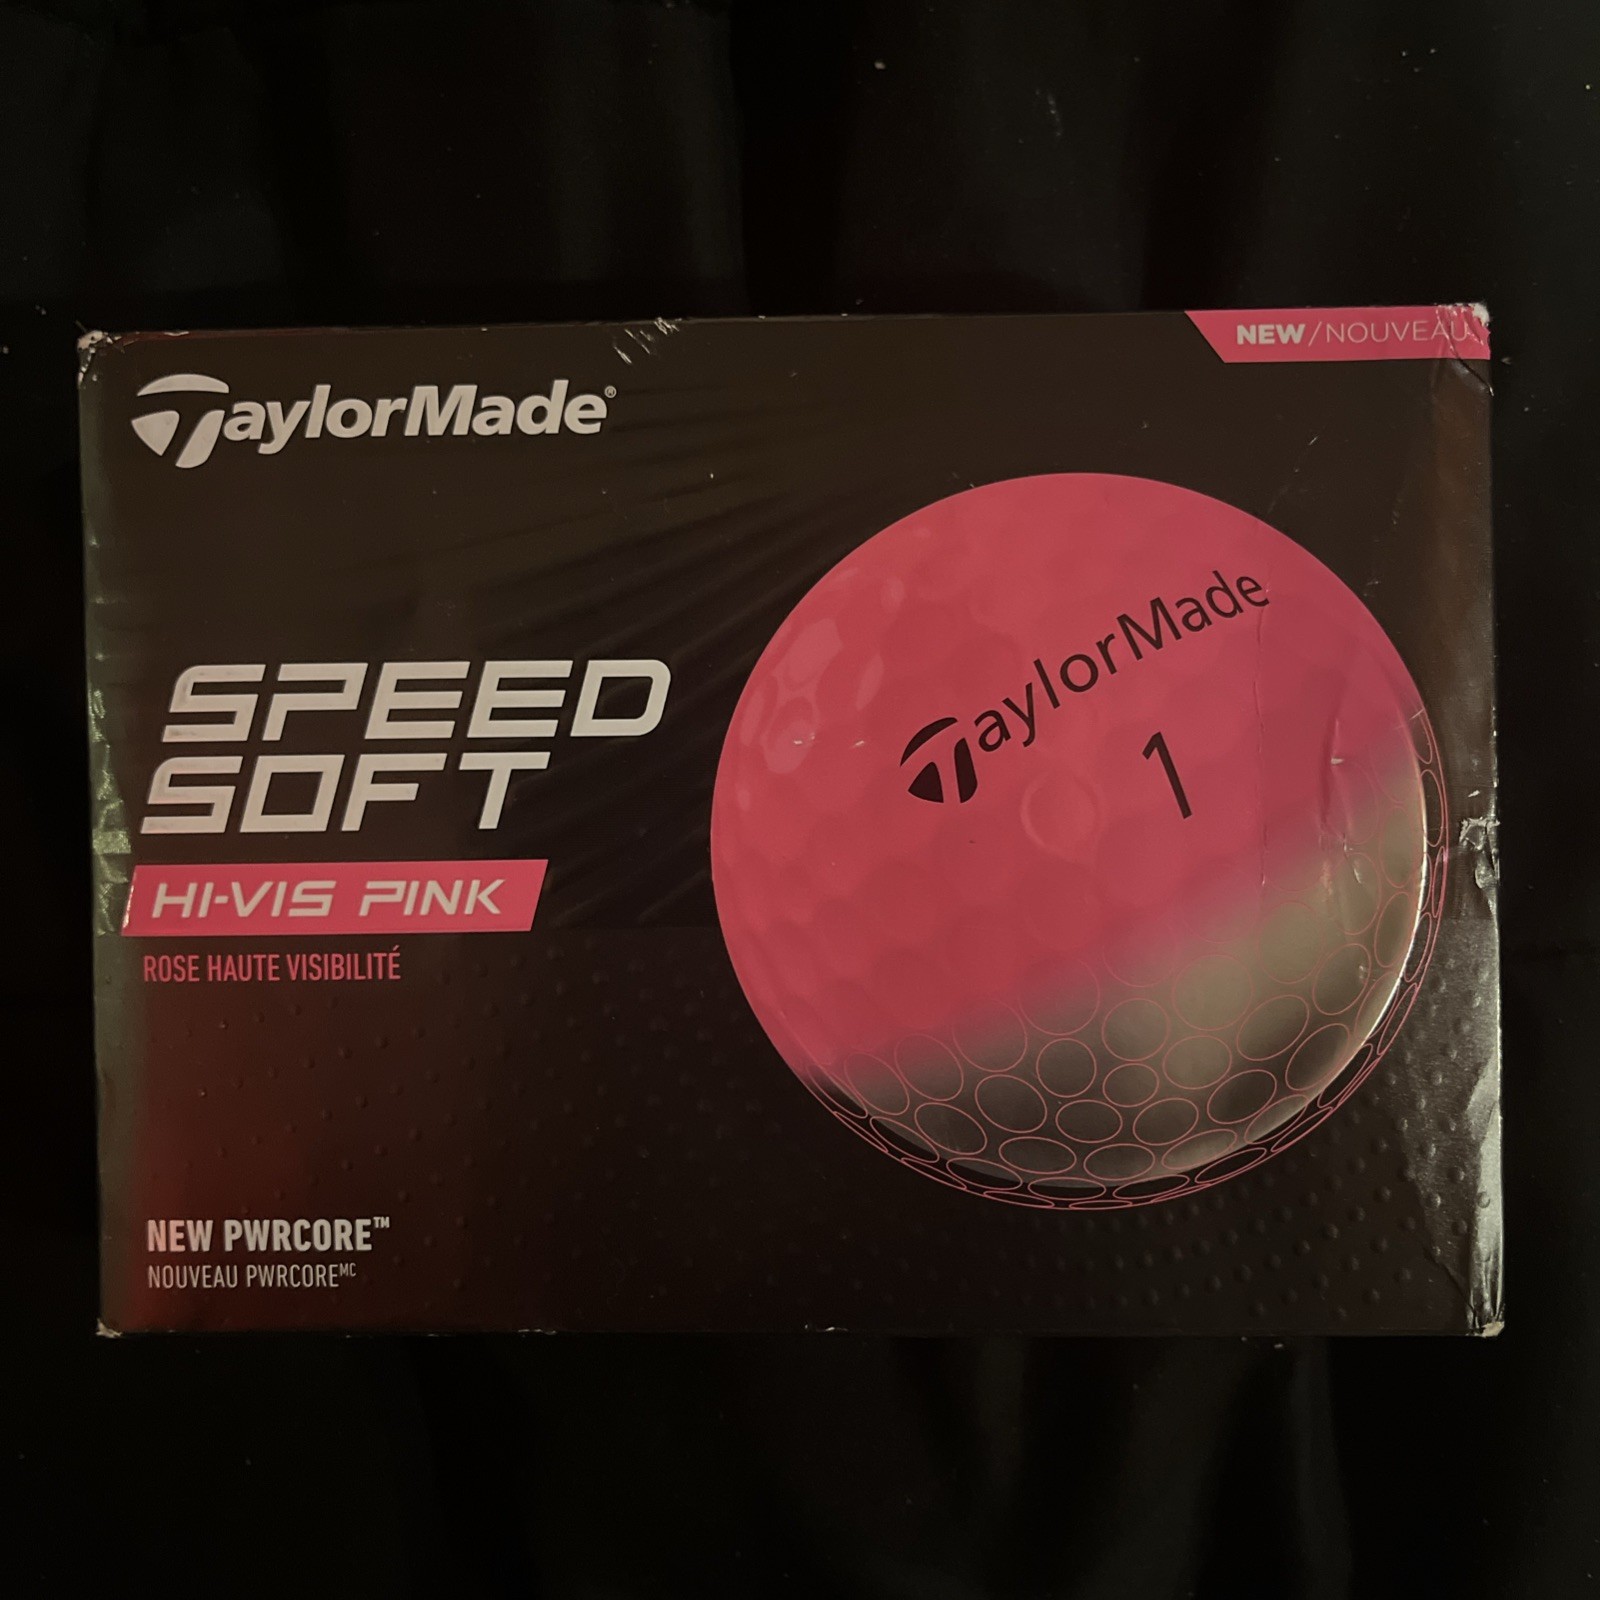 NEW/NOUVEAU
TaylorMade®
SPEED
SOFT
HI-VIS PINK
ROSE HAUTE VISIBILITÉ
TaylorMade
1
NEW PWRCORE™
NOUVEAU PWRCOREᴹᶜ